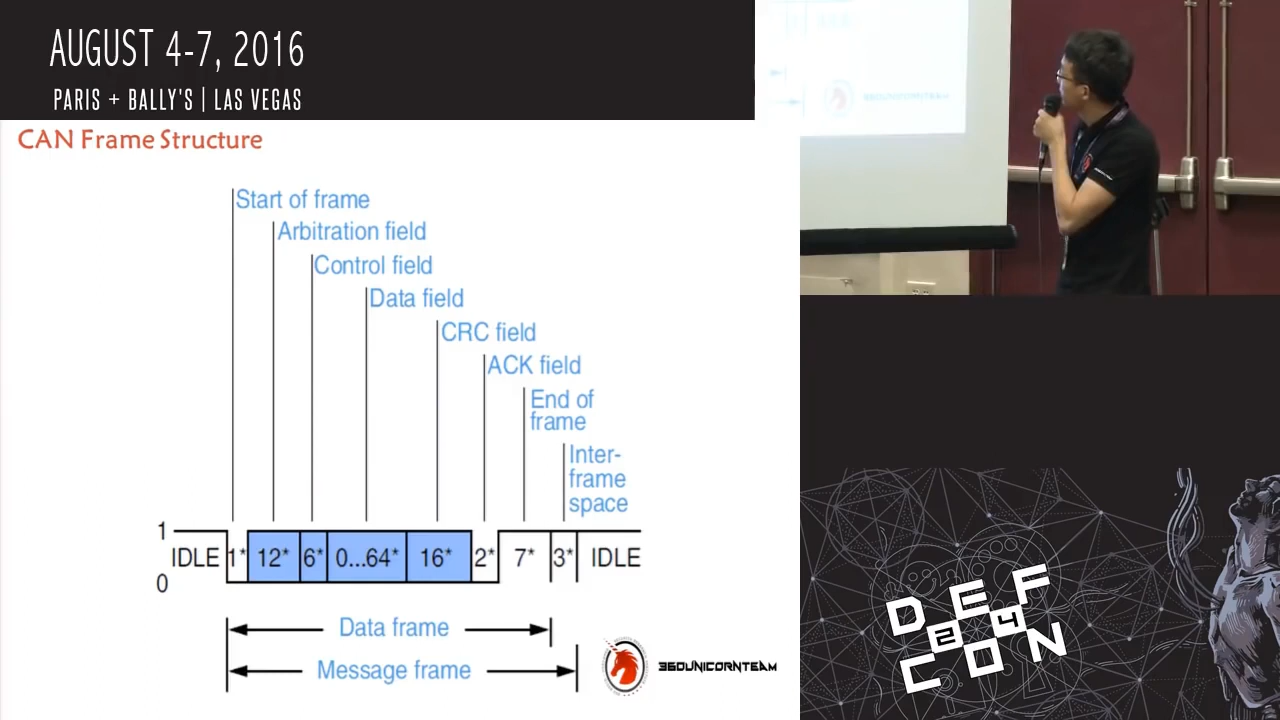 AUGUST 4-7, 2016
PARIS + BALLY'S | LAS VEGAS
CAN Frame Structure
Start of frame
Arbitration field
Control field
Data field
CRC field
ACK field
End of
frame
Inter-
frame
space
1
IDLE 1* 12* 6* 0...64* 16* 2* 7* 3* IDLE
0
Data frame
Message frame
360UNICORNTEAM
360UNICORNTEAM
DEF
24
CON